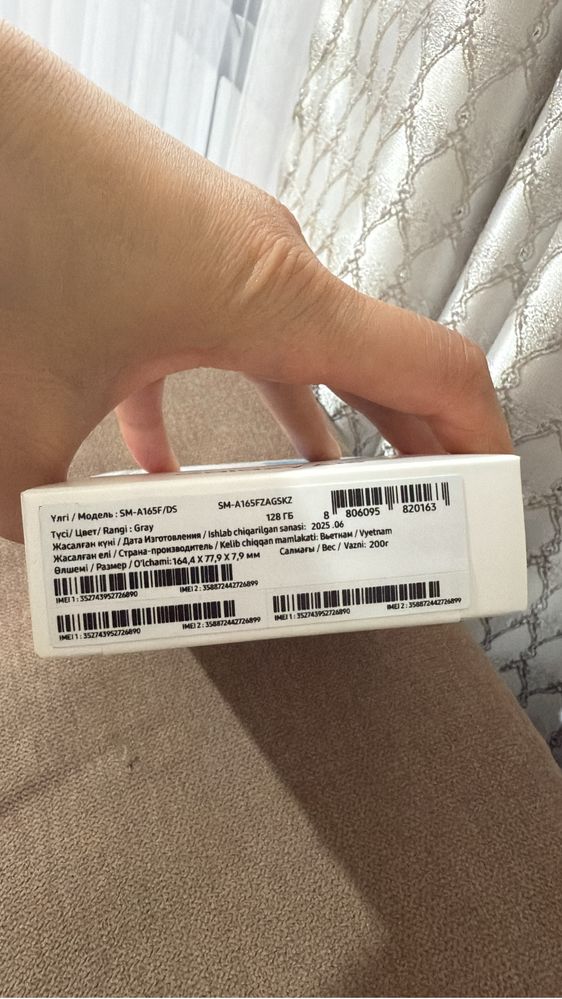 Үлгі / Модель : SM-A165F/DS SM-A165FZAGSKZ
Түсі/ Цвет/ Rangi : Gray 128 ГБ 8 806095 820163
Жасалған күні / Дата Изготовления / Ishlab chiqarilgan sanasi: 2025 .06
Жасалған елі / Страна-производитель / Kelib chiqqan mamlakati: Вьетнам / Vyetnam
Өлшемі / Размер / O'lchami: 164,4 X 77,9 X 7,9 мм Салмағы / Вес / Vazni: 200г
IMEI 1 : 352743952726890 IMEI 2 : 358872442726899
IMEI 1 : 352743952726890 IMEI 2 : 358872442726899
IMEI 1 : 352743952726890 IMEI 2 : 358872442726899